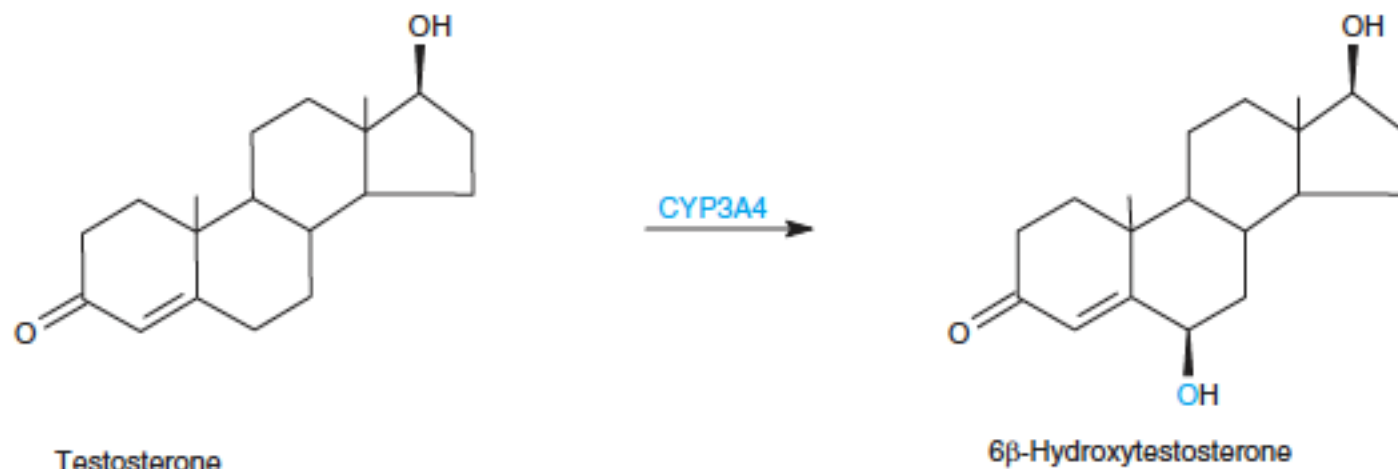 OH
OH
CYP3A4
O
O
OH
Testosterone
6β-Hydroxytestosterone